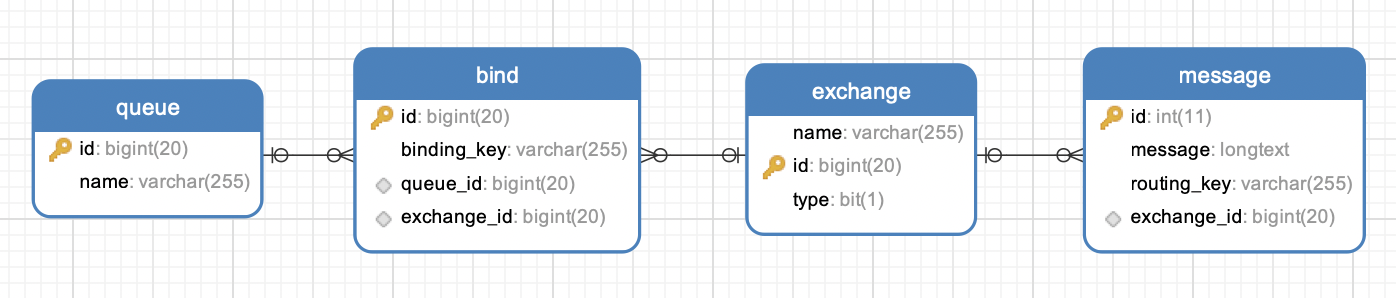 queue
id: bigint(20)
name: varchar(255)
bind
id: bigint(20)
binding_key: varchar(255)
queue_id: bigint(20)
exchange_id: bigint(20)
exchange
name: varchar(255)
id: bigint(20)
type: bit(1)
message
id: int(11)
message: longtext
routing_key: varchar(255)
exchange_id: bigint(20)